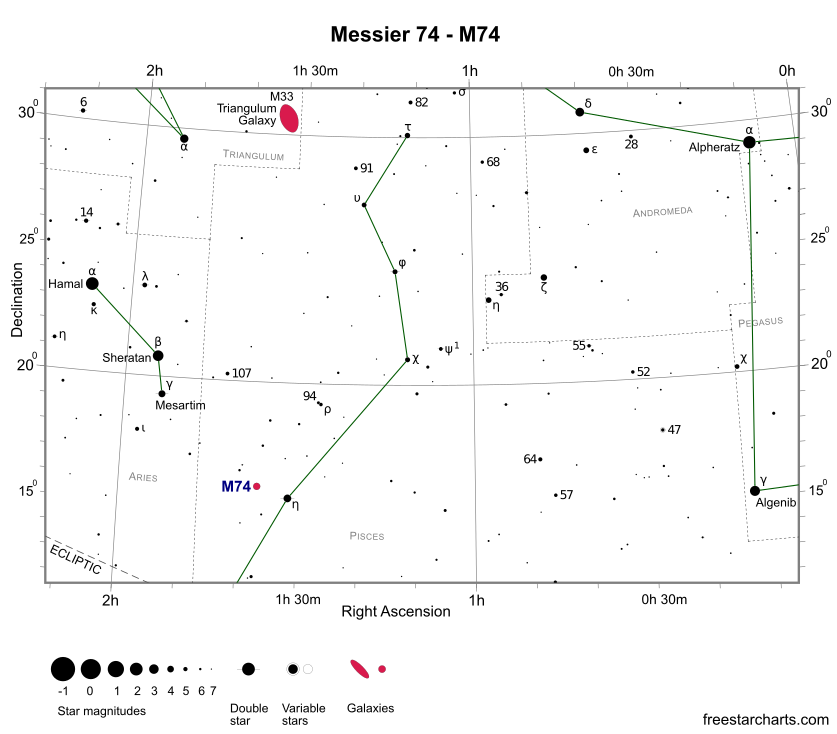 Messier 74 - M74
2h
1h 30m
1h
0h 30m
0h
M33
σ
6
Triangulum
82
δ
30⁰
30⁰
Galaxy
τ
α
α
28
Alpheratz
ε
TRIANGULUM
68
91
υ
14
ANDROMEDA
25⁰
25⁰
φ
α
λ
ζ
Hamal
36
κ
η
Declination
PEGASUS
η
β
ψ¹
55
Sheratan
χ
χ
20⁰
20⁰
107
52
γ
94
Mesartim
ρ
ι
47
64
ARIES
M74
γ
15⁰
57
15⁰
η
Algenib
PISCES
ECLIPTIC
2h
1h 30m
1h
0h 30m
Right Ascension
-1 0 1 2 3 4 5 6 7
Star magnitudes
Double
star
Variable
stars
Galaxies
freestarcharts.com